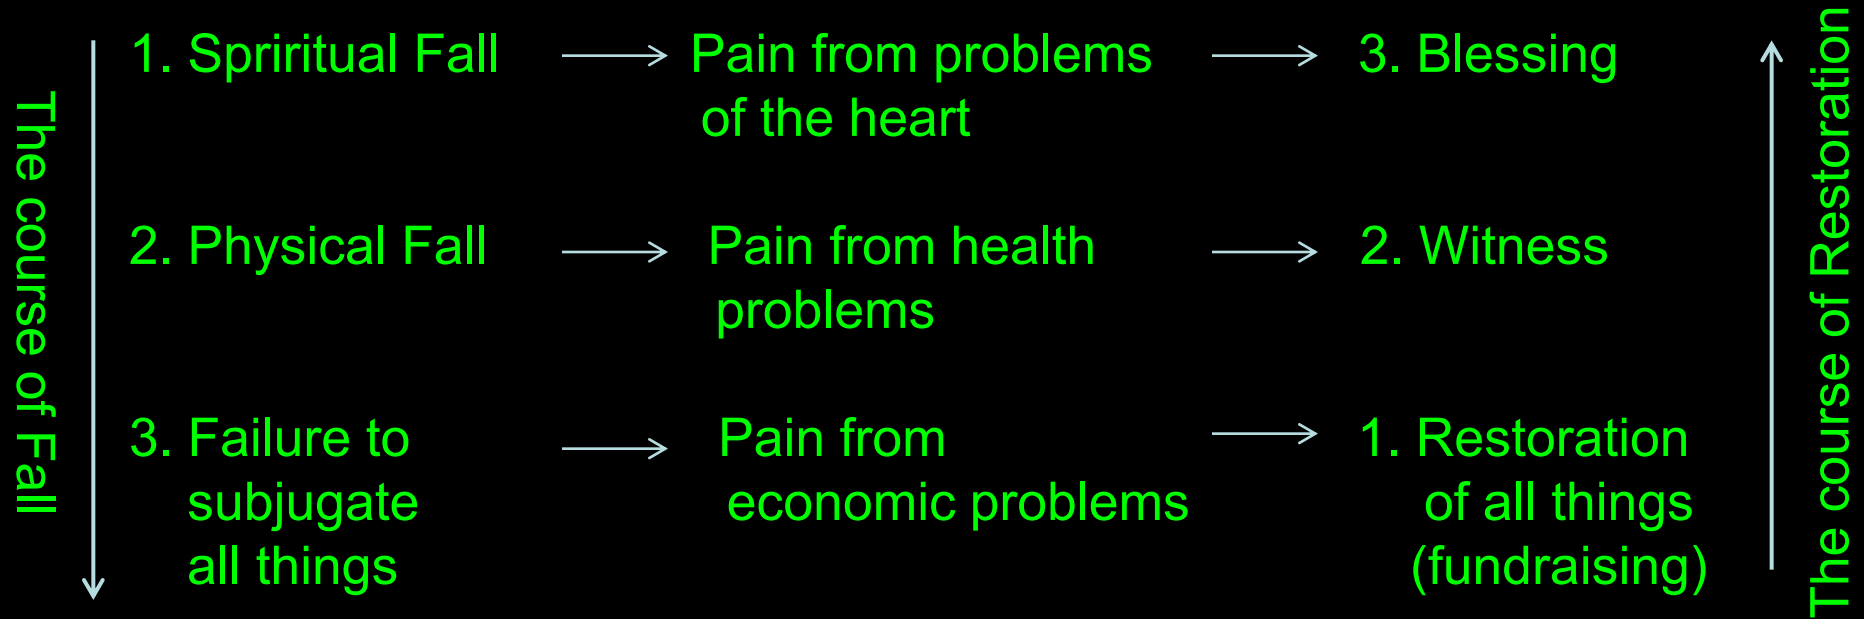 The course of Fall
1. Spriritual Fall
Pain from problems
of the heart
3. Blessing
2. Physical Fall
Pain from health
problems
2. Witness
3. Failure to
subjugate
all things
Pain from
economic problems
1. Restoration
of all things
(fundraising)
The course of Restoration